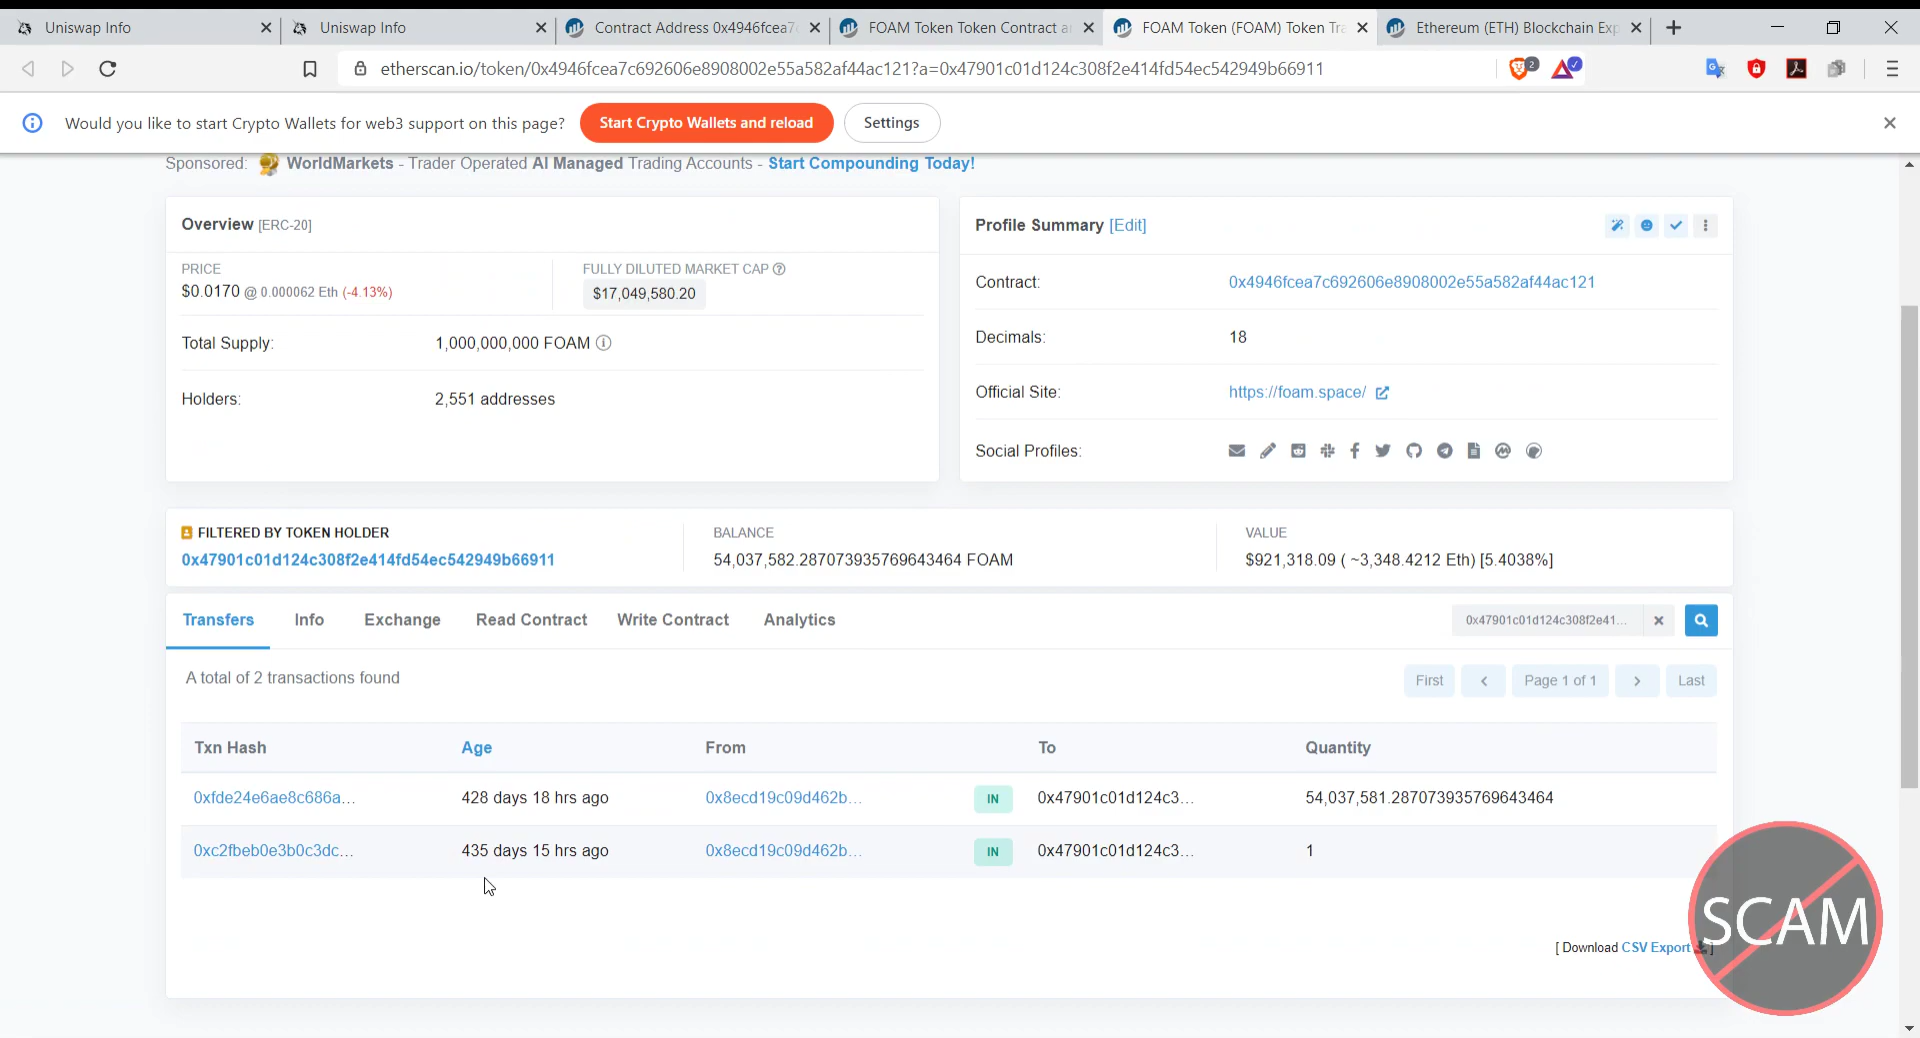 Uniswap Info
Uniswap Info
Contract Address 0x4946fcea7
FOAM Token Token Contract a
FOAM Token (FOAM) Token Tra
Ethereum (ETH) Blockchain Exp
etherscan.io/token/0x4946fcea7c692606e8908002e55a582af44ac121?a=0x47901c01d124c308f2e414fd54ec542949b66911
2
Would you like to start Crypto Wallets for web3 support on this page?
Start Crypto Wallets and reload
Settings
Sponsored: WorldMarkets - Trader Operated AI Managed Trading Accounts - Start Compounding Today!
Overview [ERC-20]
PRICE
$0.0170 @ 0.000062 Eth (-4.13%)
FULLY DILUTED MARKET CAP
$17,049,580.20
Total Supply: 1,000,000,000 FOAM
Holders: 2,551 addresses
Profile Summary [Edit]
Contract: 0x4946fcea7c692606e8908002e55a582af44ac121
Decimals: 18
Official Site: https://foam.space/
Social Profiles:
FILTERED BY TOKEN HOLDER
0x47901c01d124c308f2e414fd54ec542949b66911
BALANCE
54,037,582.287073935769643464 FOAM
VALUE
$921,318.09 ( ~3,348.4212 Eth) [5.4038%]
Transfers Info Exchange Read Contract Write Contract Analytics
0x47901c01d124c308f2e41...
A total of 2 transactions found
First Page 1 of 1 Last
Txn Hash Age From To Quantity
0xfde24e6ae8c686a... 428 days 18 hrs ago 0x8ecd19c09d462b... IN 0x47901c01d124c3... 54,037,581.287073935769643464
0xc2fbeb0e3b0c3dc... 435 days 15 hrs ago 0x8ecd19c09d462b... IN 0x47901c01d124c3... 1
[ Download CSV Export ]
SCAM